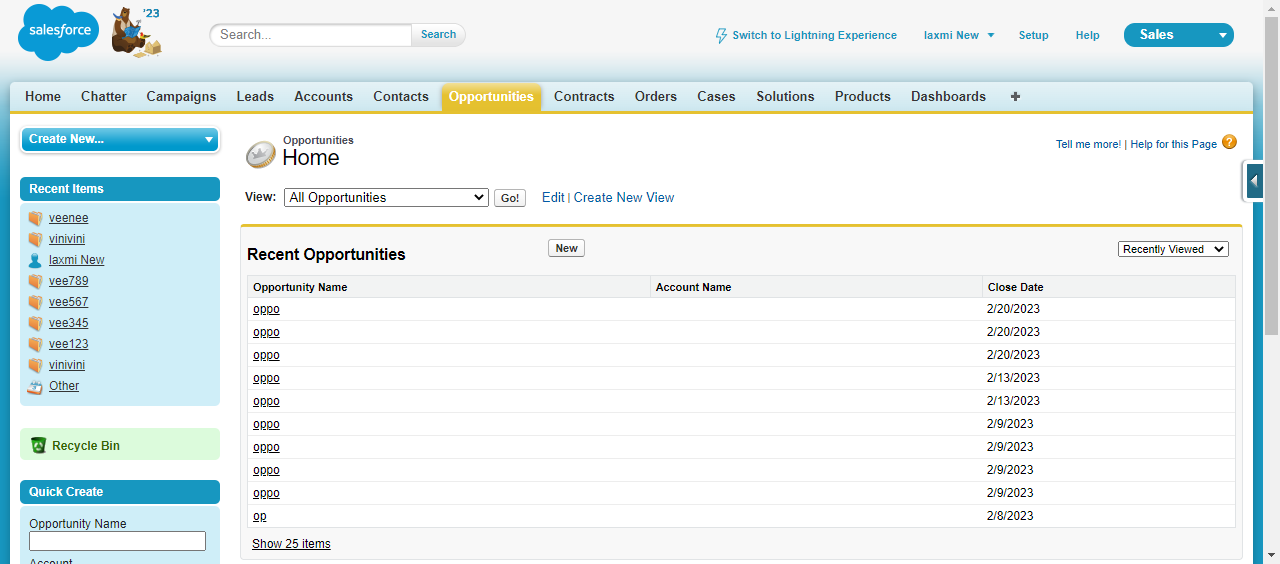 salesforce '23 Search... Search Switch to Lightning Experience laxmi New Setup Help Sales
Home Chatter Campaigns Leads Accounts Contacts Opportunities Contracts Orders Cases Solutions Products Dashboards +
Create New...
Recent Items
veenee
vinivini
laxmi New
vee789
vee567
vee345
vee123
vinivini
Other
Recycle Bin
Quick Create
Opportunity Name
Account
Opportunities
Home
Tell me more! | Help for this Page ?
View: All Opportunities Go! Edit | Create New View
Recent Opportunities New Recently Viewed
Opportunity Name Account Name Close Date
oppo 2/20/2023
oppo 2/20/2023
oppo 2/20/2023
oppo 2/13/2023
oppo 2/13/2023
oppo 2/9/2023
oppo 2/9/2023
oppo 2/9/2023
oppo 2/9/2023
op 2/8/2023
Show 25 items